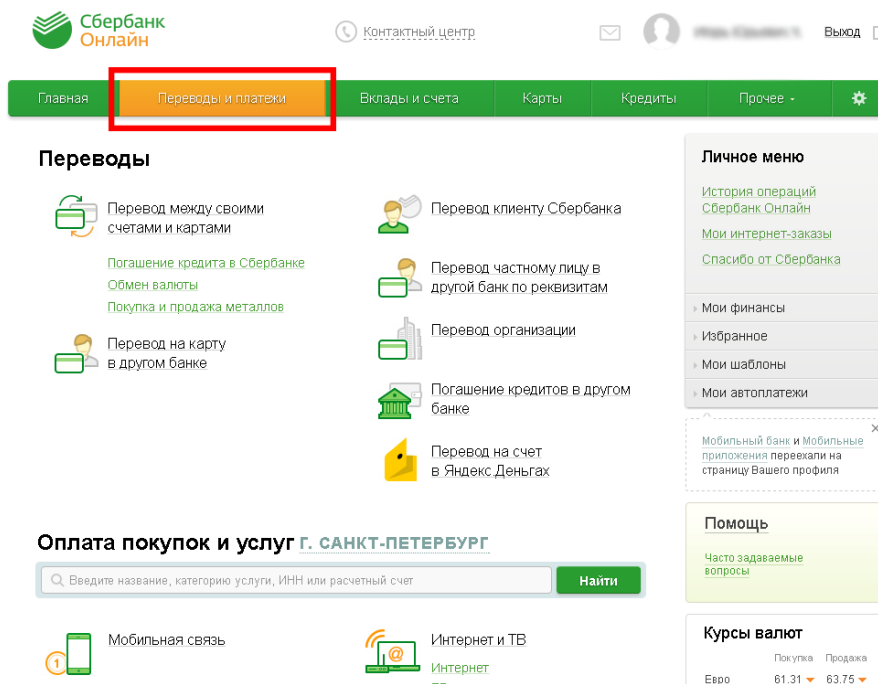 Сбербанк
Онлайн
Контактный центр
Выход
Главная
Переводы и платежи
Вклады и счета
Карты
Кредиты
Прочее
Переводы
Перевод между своими
счетами и картами
Погашение кредита в Сбербанке
Обмен валюты
Покупка и продажа металлов
Перевод на карту
в другом банке
Перевод клиенту Сбербанка
Перевод частному лицу в
другой банк по реквизитам
Перевод организации
Погашение кредитов в другом
банке
Перевод на счет
в Яндекс.Деньгах
Оплата покупок и услуг Г. САНКТ-ПЕТЕРБУРГ
Введите название, категорию услуги, ИНН или расчетный счет
Найти
1
Мобильная связь
@
Интернет и ТВ
Интернет
Личное меню
История операций
Сбербанк Онлайн
Мои интернет-заказы
Спасибо от Сбербанка
Мои финансы
Избранное
Мои шаблоны
Мои автоплатежи
Мобильный банк и Мобильные
приложения переехали на
страницу Вашего профиля
Помощь
Часто задаваемые
вопросы
Курсы валют
Покупка Продажа
Евро 61.31 63.75